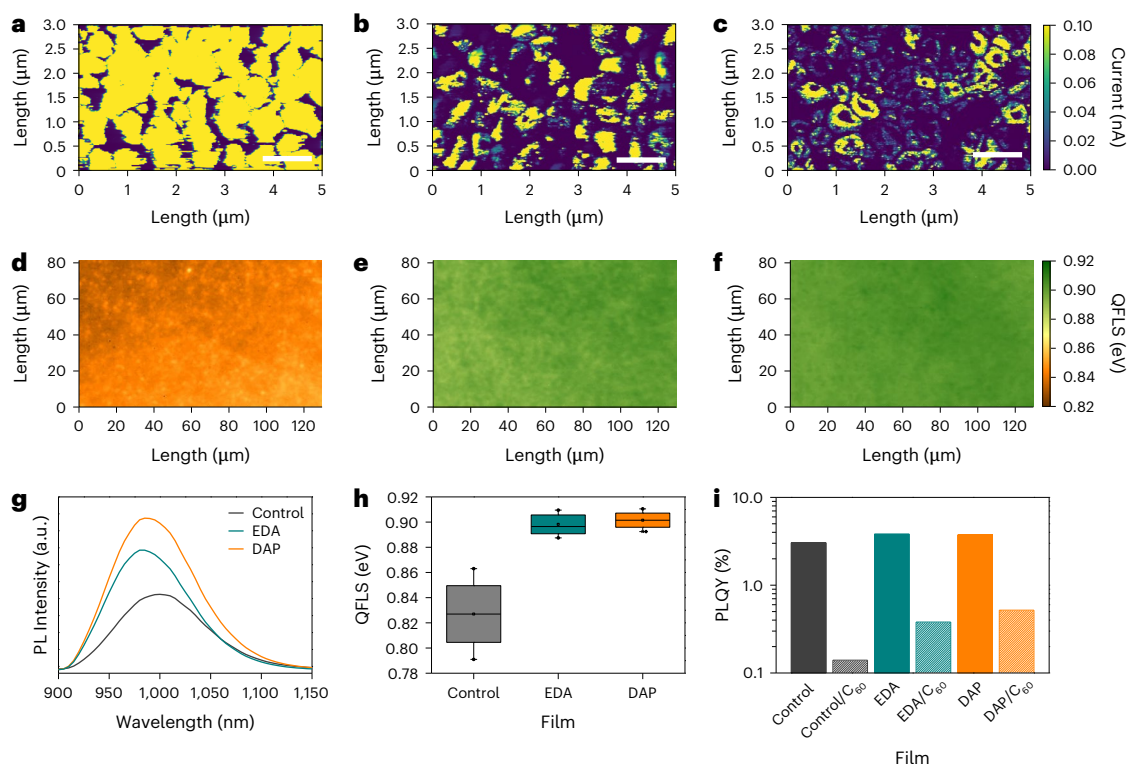 a
3.0
2.5
2.0
1.5
1.0
0.5
0
Length (μm)
0 1 2 3 4 5
Length (μm)
b
3.0
2.5
2.0
1.5
1.0
0.5
0
Length (μm)
0 1 2 3 4 5
Length (μm)
c
3.0
2.5
2.0
1.5
1.0
0.5
0
Length (μm)
0 1 2 3 4 5
Length (μm)
0.10
0.08
0.06
0.04
0.02
0.00
Current (nA)
d
80
60
40
20
0
Length (μm)
0 20 40 60 80 100 120
Length (μm)
e
80
60
40
20
0
Length (μm)
0 20 40 60 80 100 120
Length (μm)
f
80
60
40
20
0
Length (μm)
0 20 40 60 80 100 120
Length (μm)
0.92
0.90
0.88
0.86
0.84
0.82
QFLS (eV)
g
PL Intensity (a.u.)
Control
EDA
DAP
900 950 1,000 1,050 1,100 1,150
Wavelength (nm)
h
0.92
0.90
0.88
0.86
0.84
0.82
0.80
0.78
QFLS (eV)
Control EDA DAP
Film
i
10.0
1.0
0.1
PLQY (%)
Control
Control/C₆₀
EDA
EDA/C₆₀
DAP
DAP/C₆₀
Film